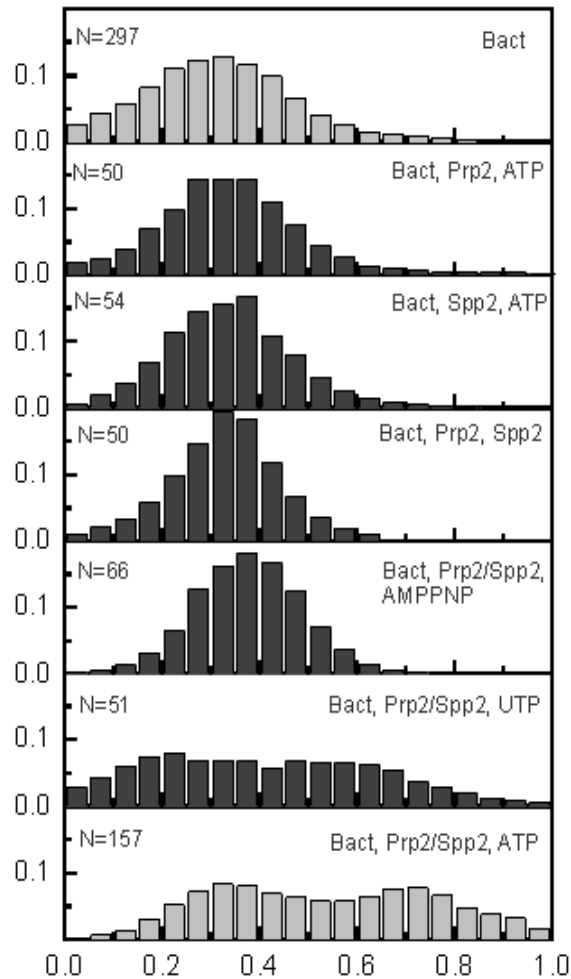 N=297 Bact
0.1
0.0
N=50 Bact, Prp2, ATP
0.1
0.0
N=54 Bact, Spp2, ATP
0.1
0.0
N=50 Bact, Prp2, Spp2
0.1
0.0
N=66 Bact, Prp2/Spp2,
AMPPNP
0.1
0.0
N=51 Bact, Prp2/Spp2, UTP
0.1
0.0
N=157 Bact, Prp2/Spp2, ATP
0.1
0.0 0.2 0.4 0.6 0.8 1.0